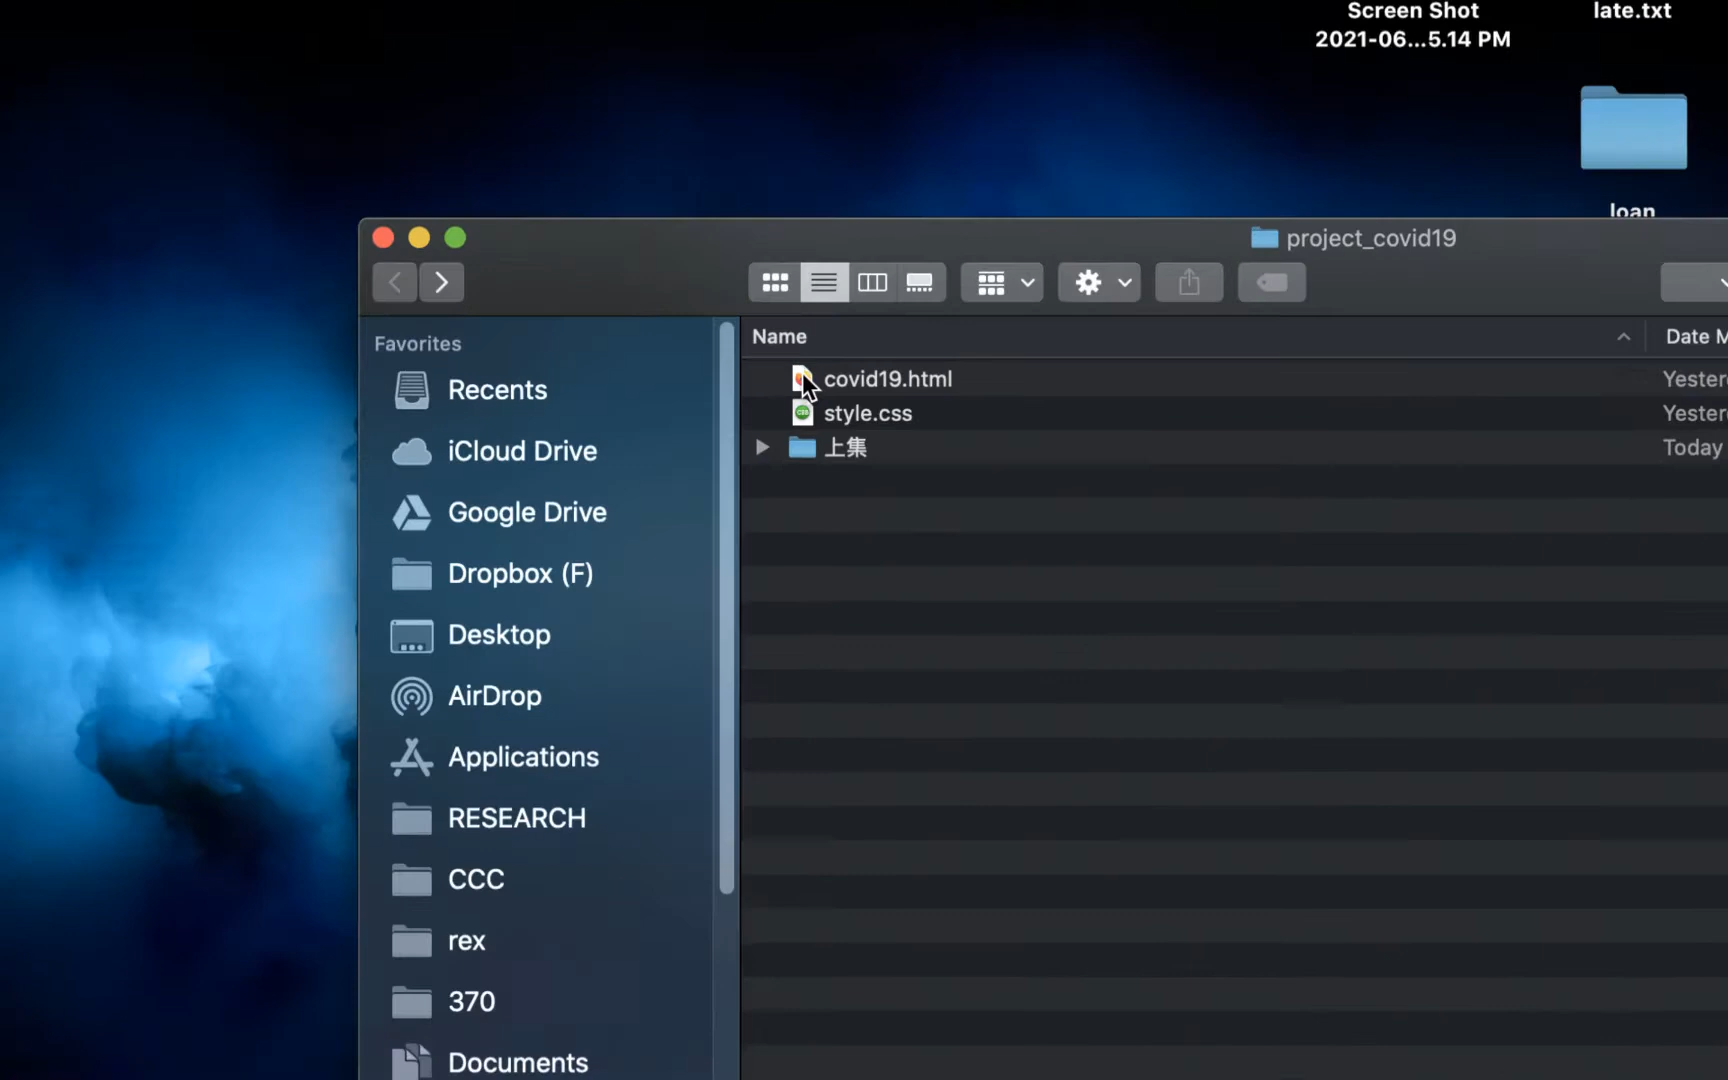 Screen Shot
2021-06...5.14 PM
late.txt
loan
project_covid19
Favorites
Recents
iCloud Drive
Google Drive
Dropbox (F)
Desktop
AirDrop
Applications
RESEARCH
CCC
rex
370
Documents
Name
Date M
covid19.html
Yester
style.css
Yester
上集
Today